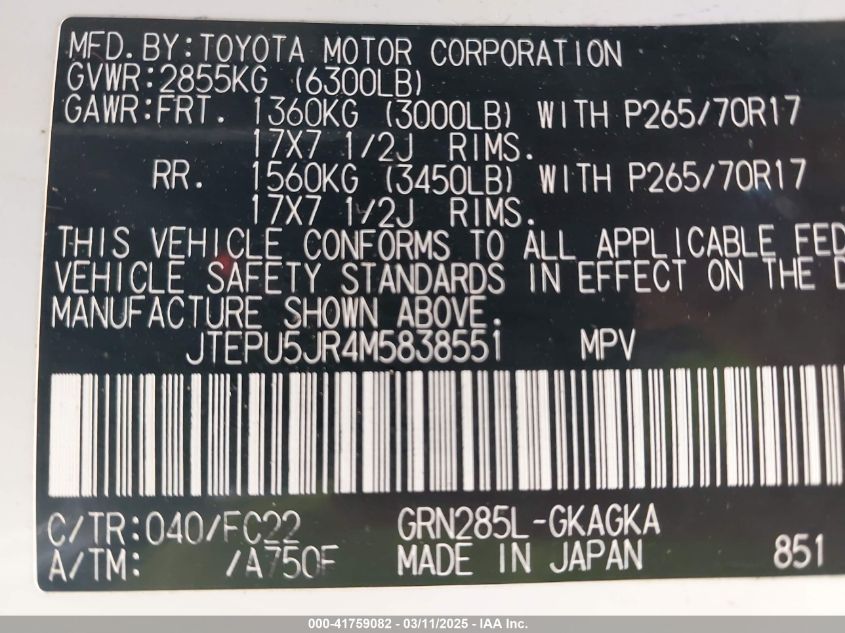 MFD. BY: TOYOTA MOTOR CORPORATION
GVWR: 2855KG (6300LB)
GAWR: FRT. 1360KG (3000LB) WITH P265/70R17
17X7 1/2J RIMS.
RR. 1560KG (3450LB) WITH P265/70R17
17X7 1/2J RIMS.
THIS VEHICLE CONFORMS TO ALL APPLICABLE FED
VEHICLE SAFETY STANDARDS IN EFFECT ON THE D
MANUFACTURE SHOWN ABOVE.
JTEPU5JR4M5838551 MPV
C/TR: 040/FC22 GRN285L-GKAGKA
A/TM: /A750F MADE IN JAPAN 851
000-41759082 - 03/11/2025 - IAA Inc.